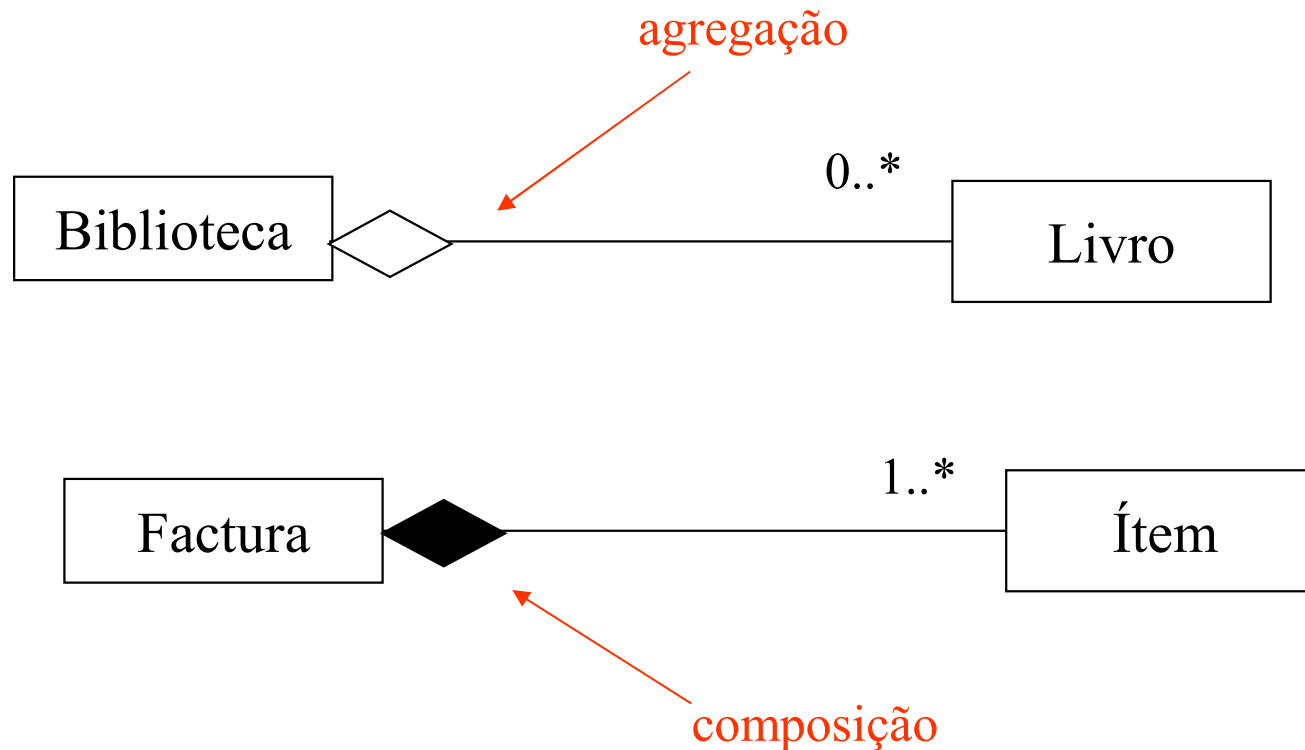 agregação
0..*
Biblioteca
Livro
1..*
Factura
Ítem
composição